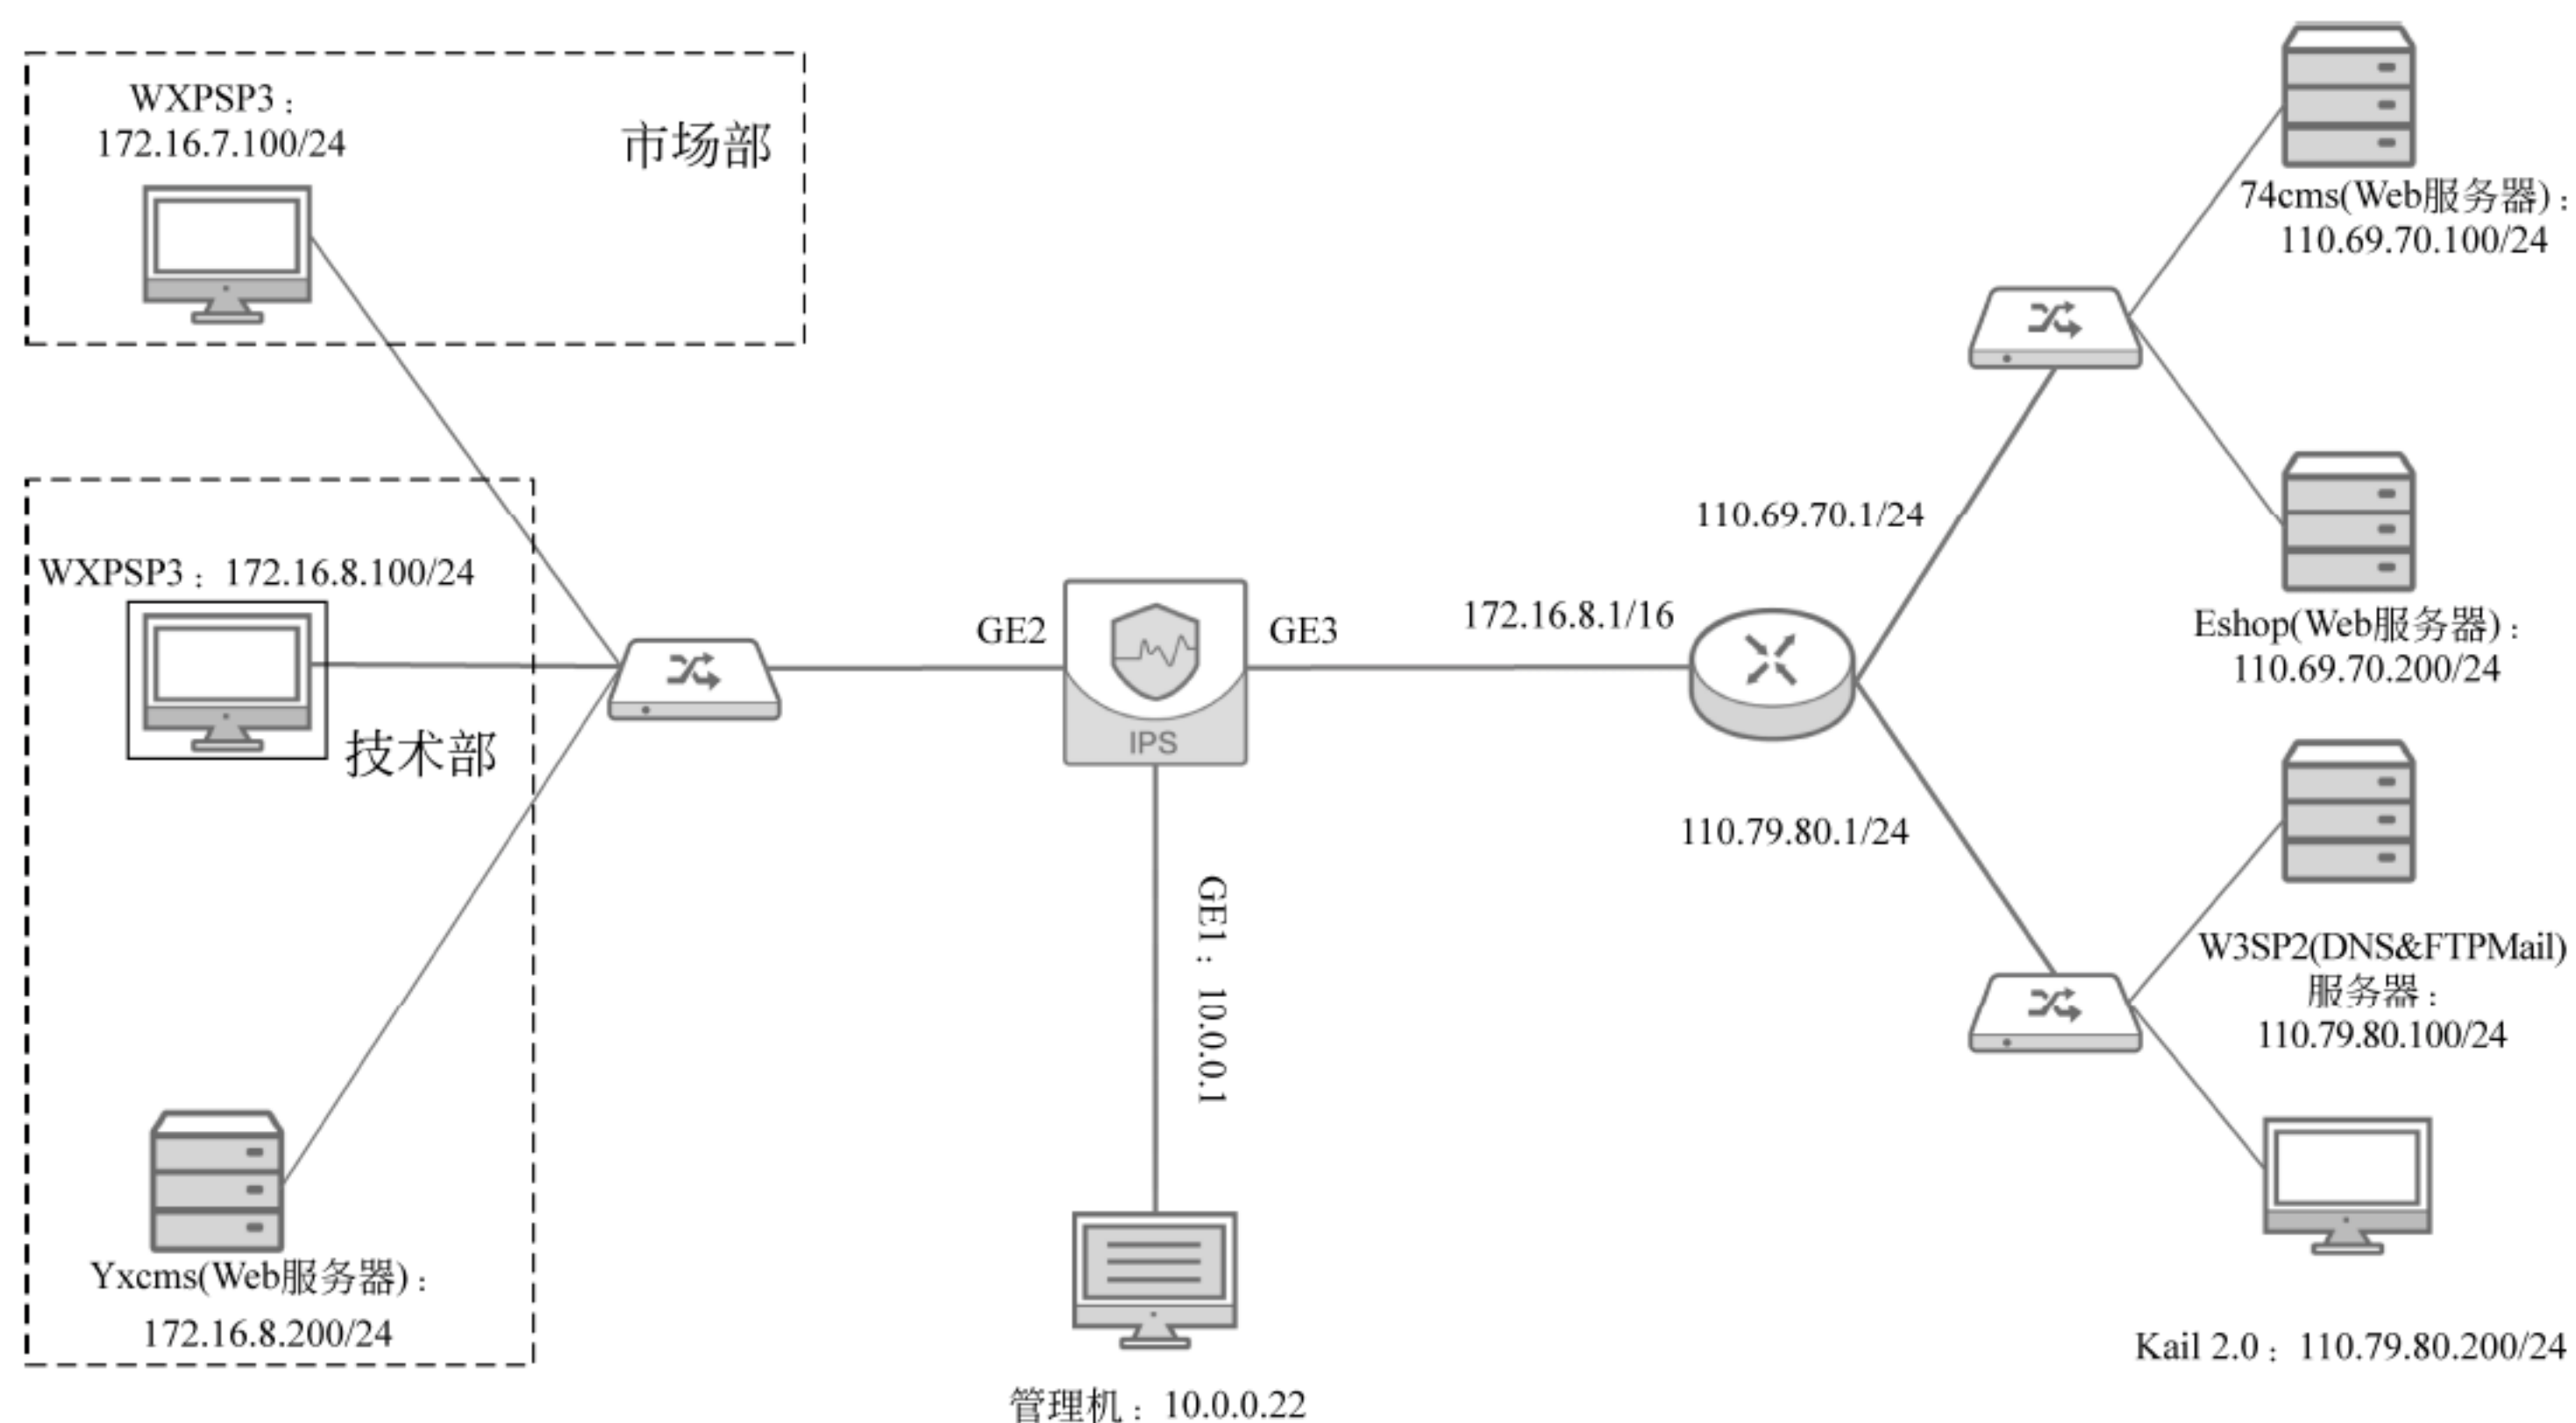 WXPSP3：
172.16.7.100/24
市场部
WXPSP3：172.16.8.100/24
技术部
Yxcms(Web服务器)：
172.16.8.200/24
GE2
IPS
GE3
GE1：10.0.0.1
管理机：10.0.0.22
172.16.8.1/16
110.69.70.1/24
110.79.80.1/24
74cms(Web服务器)：
110.69.70.100/24
Eshop(Web服务器)：
110.69.70.200/24
W3SP2(DNS&FTPMail)
服务器：
110.79.80.100/24
Kail 2.0：110.79.80.200/24